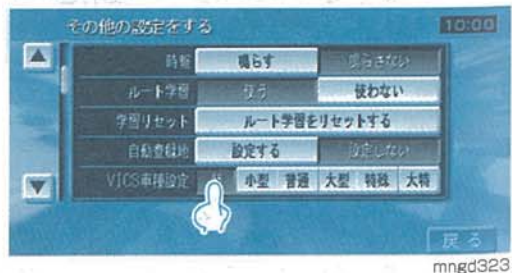 その他の設定をする 10:00
時報 鳴らす 鳴らさない
ルート学習 使う 使わない
学習リセット ルート学習をリセットする
自動登録地 設定する 設定しない
VICS車種設定 小型 普通 大型 特殊 大特
戻る
mngd323